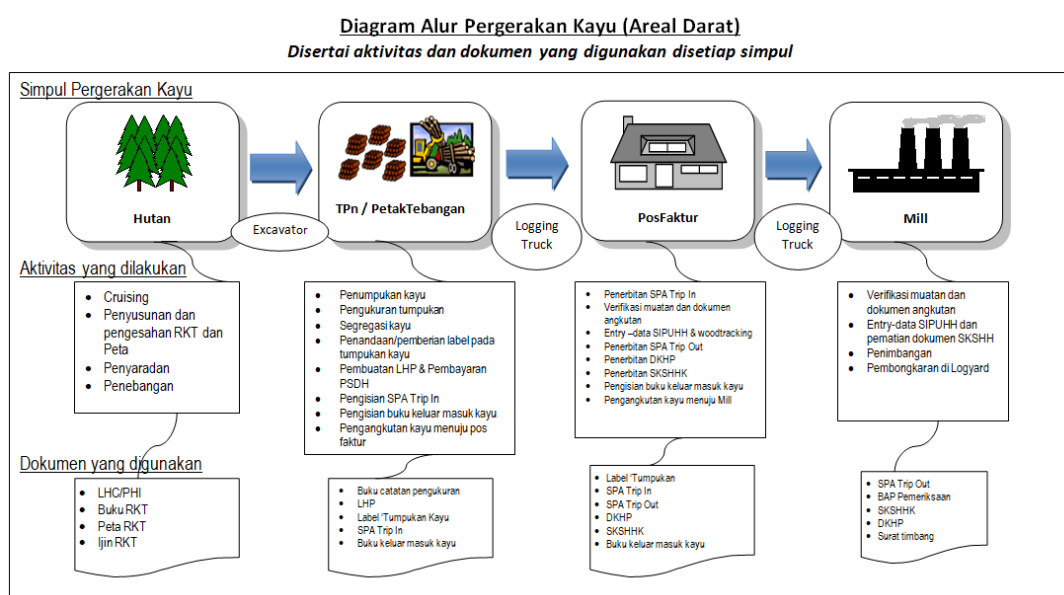 Diagram Alur Pergerakan Kayu (Areal Darat)
Disertai aktivitas dan dokumen yang digunakan disetiap simpul
Simpul Pergerakan Kayu
Hutan
Excavator
TPn / PetakTebangan
Logging
Truck
PosFaktur
Logging
Truck
Mill
Aktivitas yang dilakukan
• Cruising
• Penyusunan dan
pengesahan RKT dan
Peta
• Penyaradan
• Penebangan
• Penumpukan kayu
• Pengukuran tumpukan
• Segregasi kayu
• Penandaan/pemberian label pada
tumpukan kayu
• Pembuatan LHP & Pembayaran
PSDH
• Pengisian SPA Trip In
• Pengisian buku keluar masuk kayu
• Pengangkutan kayu menuju pos
faktur
• Penerbitan SPA Trip In
• Verifikasi muatan dan dokumen
angkutan
• Entry –data SIPUHH & woodtracking
• Penerbitan SPA Trip Out
• Penerbitan DKHP
• Penerbitan SKSHHK
• Pengisian buku keluar masuk kayu
• Pengangkutan kayu menuju Mill
• Verifikasi muatan dan
dokumen angkutan
• Entry-data SIPUHH dan
pematian dokumen SKSHH
• Penimbangan
• Pembongkaran di Logyard
Dokumen yang digunakan
• LHC/PHI
• Buku RKT
• Peta RKT
• Ijin RKT
• Buku catatan pengukuran
• LHP
• Label 'Tumpukan Kayu
• SPA Trip In
• Buku keluar masuk kayu
• Label 'Tumpukan
• SPA Trip In
• SPA Trip Out
• DKHP
• SKSHHK
• Buku keluar masuk kayu
• SPA Trip Out
• BAP Pemeriksaan
• SKSHHK
• DKHP
• Surat timbang